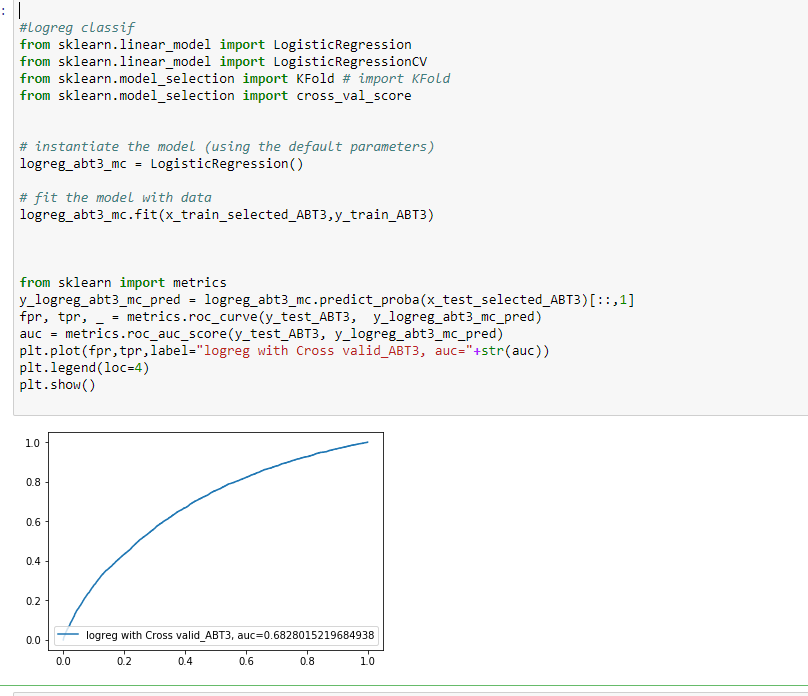 :
#logreg classif
from sklearn.linear_model import LogisticRegression
from sklearn.linear_model import LogisticRegressionCV
from sklearn.model_selection import KFold # import KFold
from sklearn.model_selection import cross_val_score
# instantiate the model (using the default parameters)
logreg_abt3_mc = LogisticRegression()
# fit the model with data
logreg_abt3_mc.fit(x_train_selected_ABT3,y_train_ABT3)
from sklearn import metrics
y_logreg_abt3_mc_pred = logreg_abt3_mc.predict_proba(x_test_selected_ABT3)[::,1]
fpr, tpr, _ = metrics.roc_curve(y_test_ABT3,  y_logreg_abt3_mc_pred)
auc = metrics.roc_auc_score(y_test_ABT3, y_logreg_abt3_mc_pred)
plt.plot(fpr,tpr,label="logreg with Cross valid_ABT3, auc="+str(auc))
plt.legend(loc=4)
plt.show()
1.0
0.8
0.6
0.4
0.2
0.0
logreg with Cross valid_ABT3, auc=0.6828015219684938
0.0 0.2 0.4 0.6 0.8 1.0